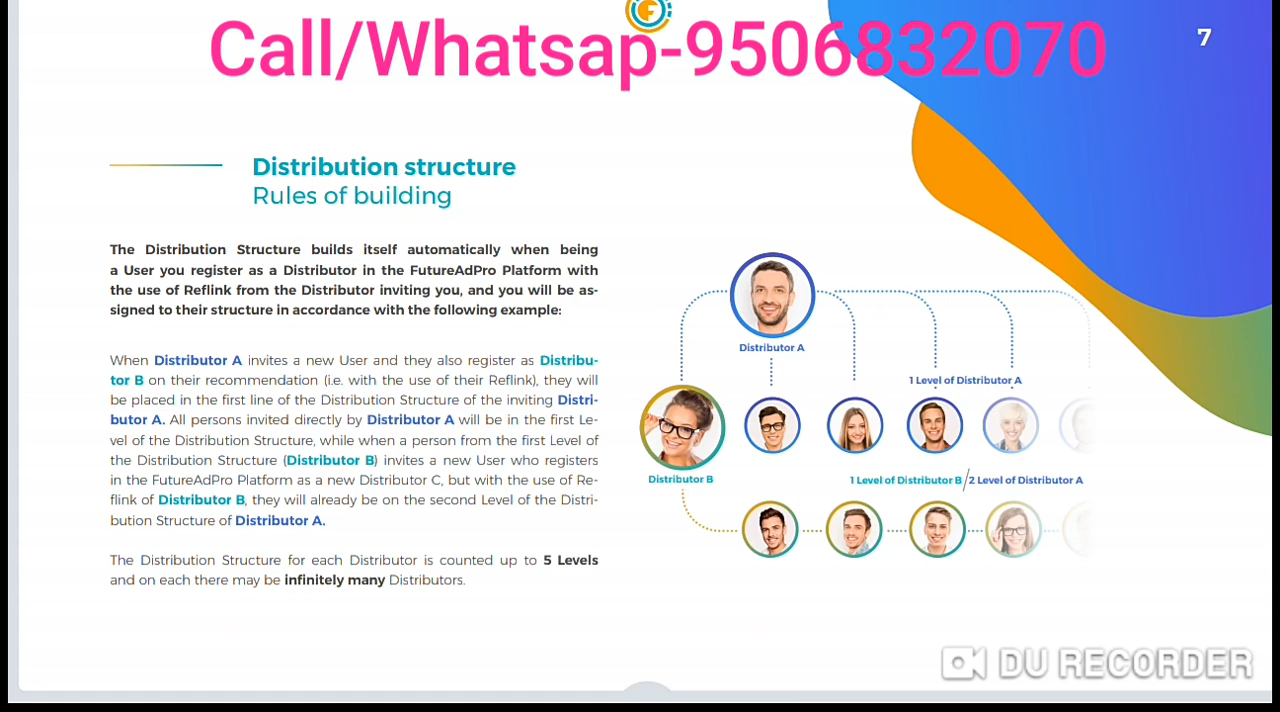 Call/Whatsap-9506832070
7
Distribution structure
Rules of building
The Distribution Structure builds itself automatically when being
a User you register as a Distributor in the FutureAdPro Platform with
the use of Reflink from the Distributor inviting you, and you will be as-
signed to their structure in accordance with the following example:
When Distributor A invites a new User and they also register as Distribu-
tor B on their recommendation (i.e. with the use of their Reflink), they will
be placed in the first line of the Distribution Structure of the inviting Distri-
butor A. All persons invited directly by Distributor A will be in the first Le-
vel of the Distribution Structure, while when a person from the first Level of
the Distribution Structure (Distributor B) invites a new User who registers
in the FutureAdPro Platform as a new Distributor C, but with the use of Re-
flink of Distributor B, they will already be on the second Level of the Distri-
bution Structure of Distributor A.
The Distribution Structure for each Distributor is counted up to 5 Levels
and on each there may be infinitely many Distributors.
Distributor A
1 Level of Distributor A
Distributor B
1 Level of Distributor B/2 Level of Distributor A
DU RECORDER